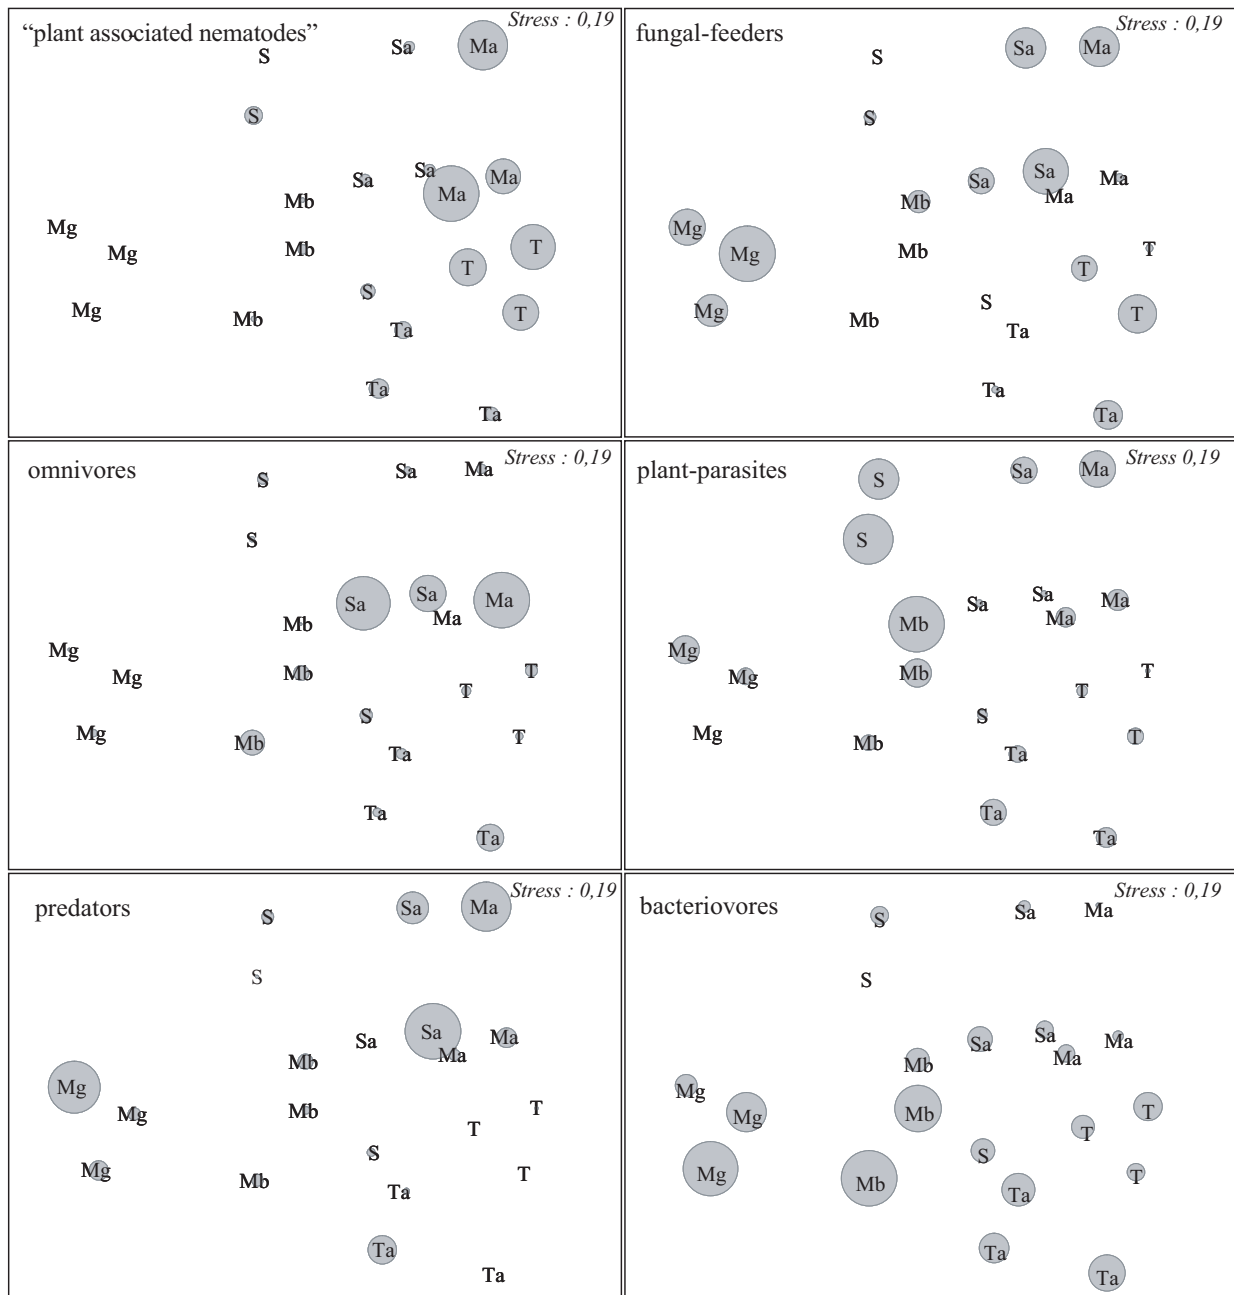 “plant associated nematodes”
Stress : 0,19
S
Sa
Ma
S
Sa
Sa
Ma
Ma
Mb
Mg
Mg
Mb
T
T
Mg
Mb
S
T
Ta
Ta
Ta
fungal-feeders
Stress : 0,19
S
Sa
Ma
S
Sa
Sa
Ma
Ma
Mb
Mg
Mg
Mb
T
T
Mg
Mb
S
T
Ta
Ta
Ta
omnivores
Stress : 0,19
S
Sa
Ma
S
Sa
Sa
Ma
Ma
Mb
Mg
Mg
Mb
T
T
Mg
Mb
S
T
Ta
Ta
Ta
plant-parasites
Stress 0,19
S
Sa
Ma
S
Sa
Sa
Ma
Ma
Mb
Mg
Mg
Mb
T
T
Mg
Mb
S
T
Ta
Ta
Ta
predators
Stress : 0,19
S
Sa
Ma
S
Sa
Sa
Ma
Ma
Mb
Mg
Mg
Mb
T
T
Mg
Mb
S
T
Ta
Ta
Ta
bacteriovores
Stress : 0,19
S
Sa
Ma
S
Sa
Sa
Ma
Ma
Mb
Mg
Mg
Mb
T
T
Mg
Mb
S
T
Ta
Ta
Ta